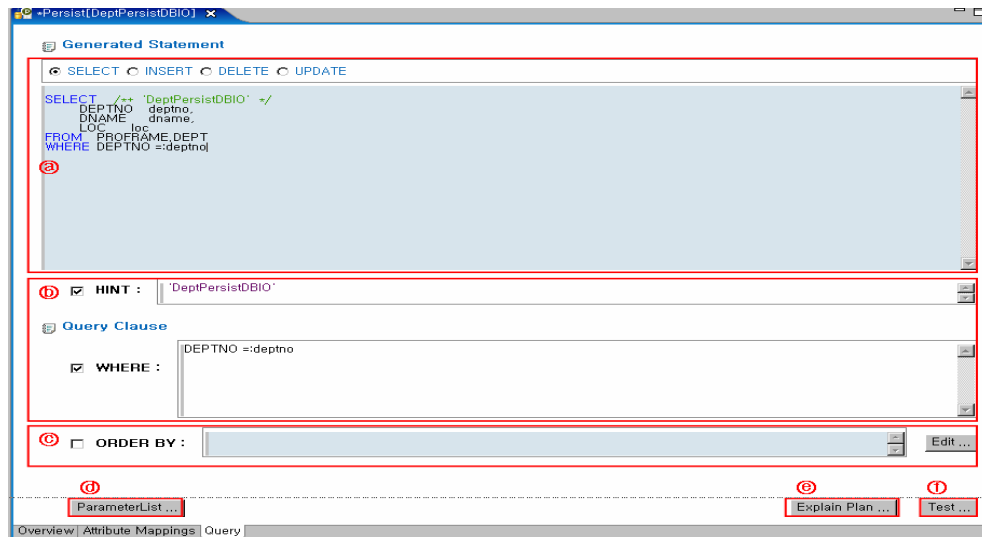 *Persist[DeptPersistDBIO]
Generated Statement
SELECT INSERT DELETE UPDATE
SELECT /*+ 'DeptPersistDBIO' */
DEPTNO deptno,
DNAME dname,
LOC loc
FROM PROFRAME,DEPT
WHERE DEPTNO =:deptno
ⓐ
ⓑ HINT : 'DeptPersistDBIO'
Query Clause
WHERE : DEPTNO =:deptno
ⓒ ORDER BY : Edit ...
ⓓ ⓔ ⓕ
ParameterList ... Explain Plan ... Test ...
Overview Attribute Mappings Query